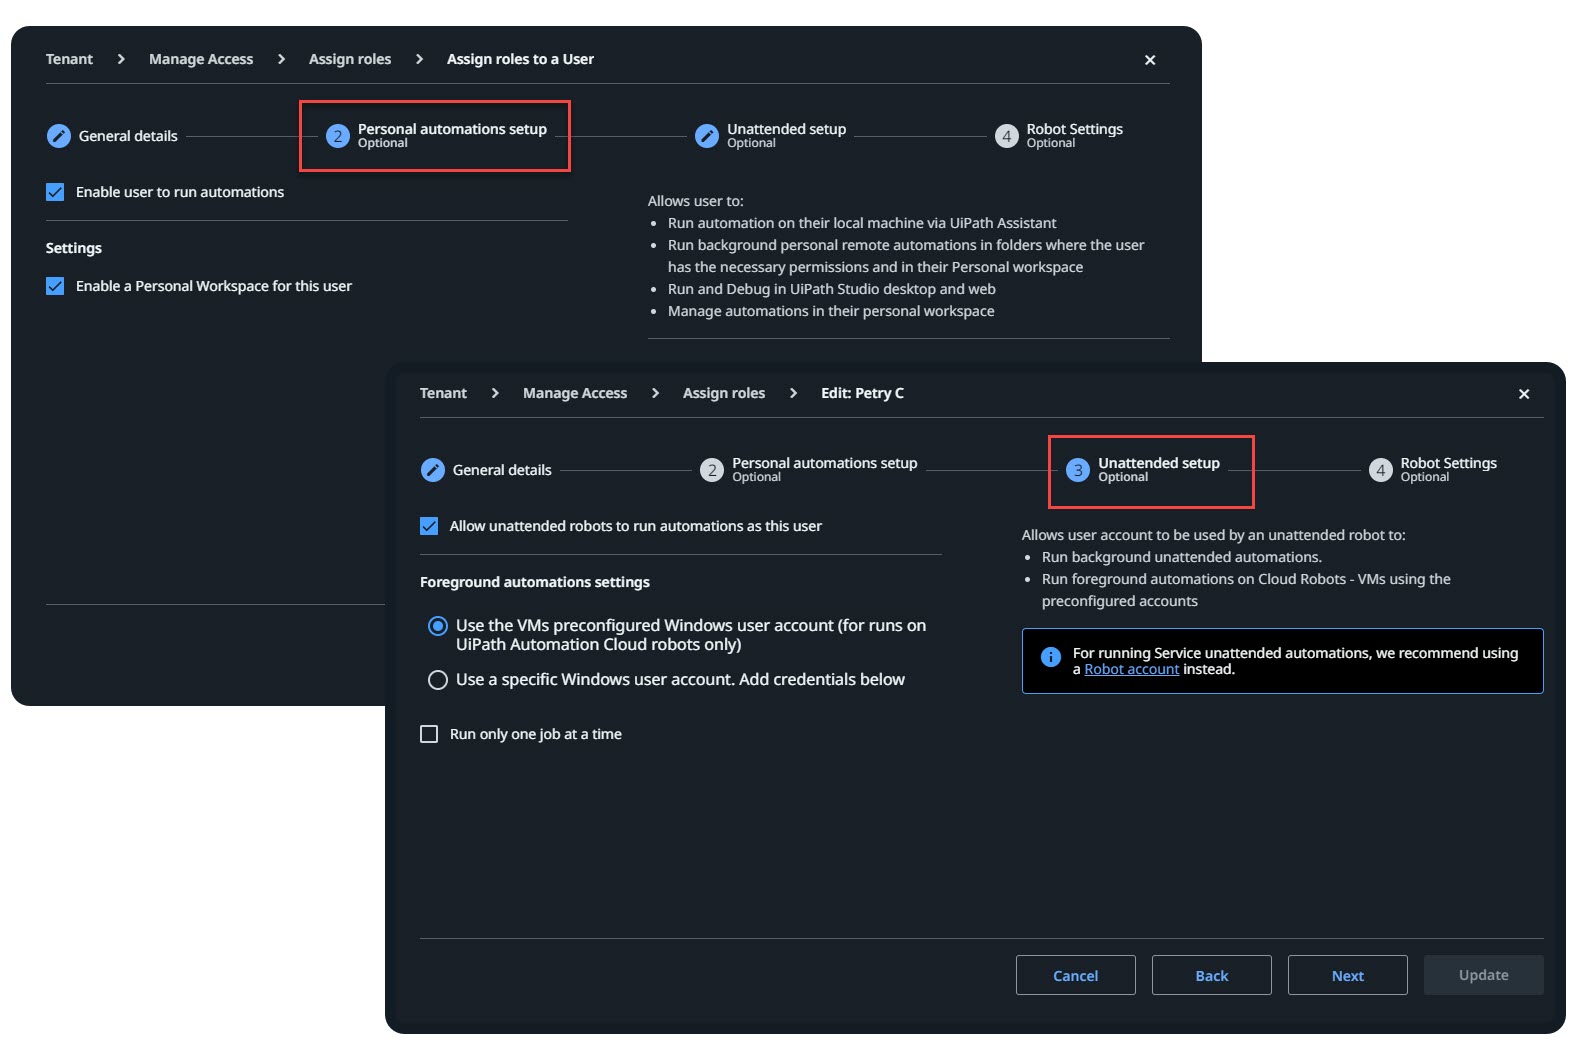 Tenant > Manage Access > Assign roles > Assign roles to a User
General details
2 Personal automations setup
Optional
Unattended setup
Optional
4 Robot Settings
Optional
Enable user to run automations
Settings
Enable a Personal Workspace for this user
Allows user to:
• Run automation on their local machine via UiPath Assistant
• Run background personal remote automations in folders where the user
has the necessary permissions and in their Personal workspace
• Run and Debug in UiPath Studio desktop and web
• Manage automations in their personal workspace
Tenant > Manage Access > Assign roles > Edit: Petry C
General details
2 Personal automations setup
Optional
3 Unattended setup
Optional
4 Robot Settings
Optional
Allow unattended robots to run automations as this user
Foreground automations settings
Use the VMs preconfigured Windows user account (for runs on
UiPath Automation Cloud robots only)
Use a specific Windows user account. Add credentials below
Run only one job at a time
Allows user account to be used by an unattended robot to:
• Run background unattended automations.
• Run foreground automations on Cloud Robots - VMs using the
preconfigured accounts
For running Service unattended automations, we recommend using
a Robot account instead.
Cancel
Back
Next
Update